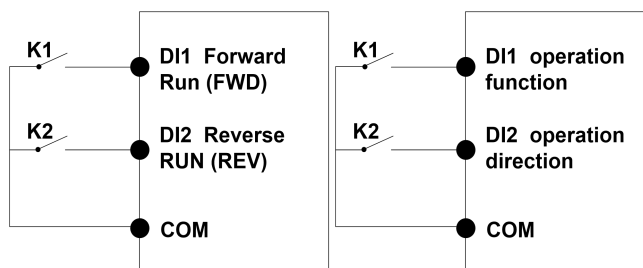 K1
DI1 Forward
Run (FWD)
K2
DI2 Reverse
RUN (REV)
COM
K1
DI1 operation
function
K2
DI2 operation
direction
COM